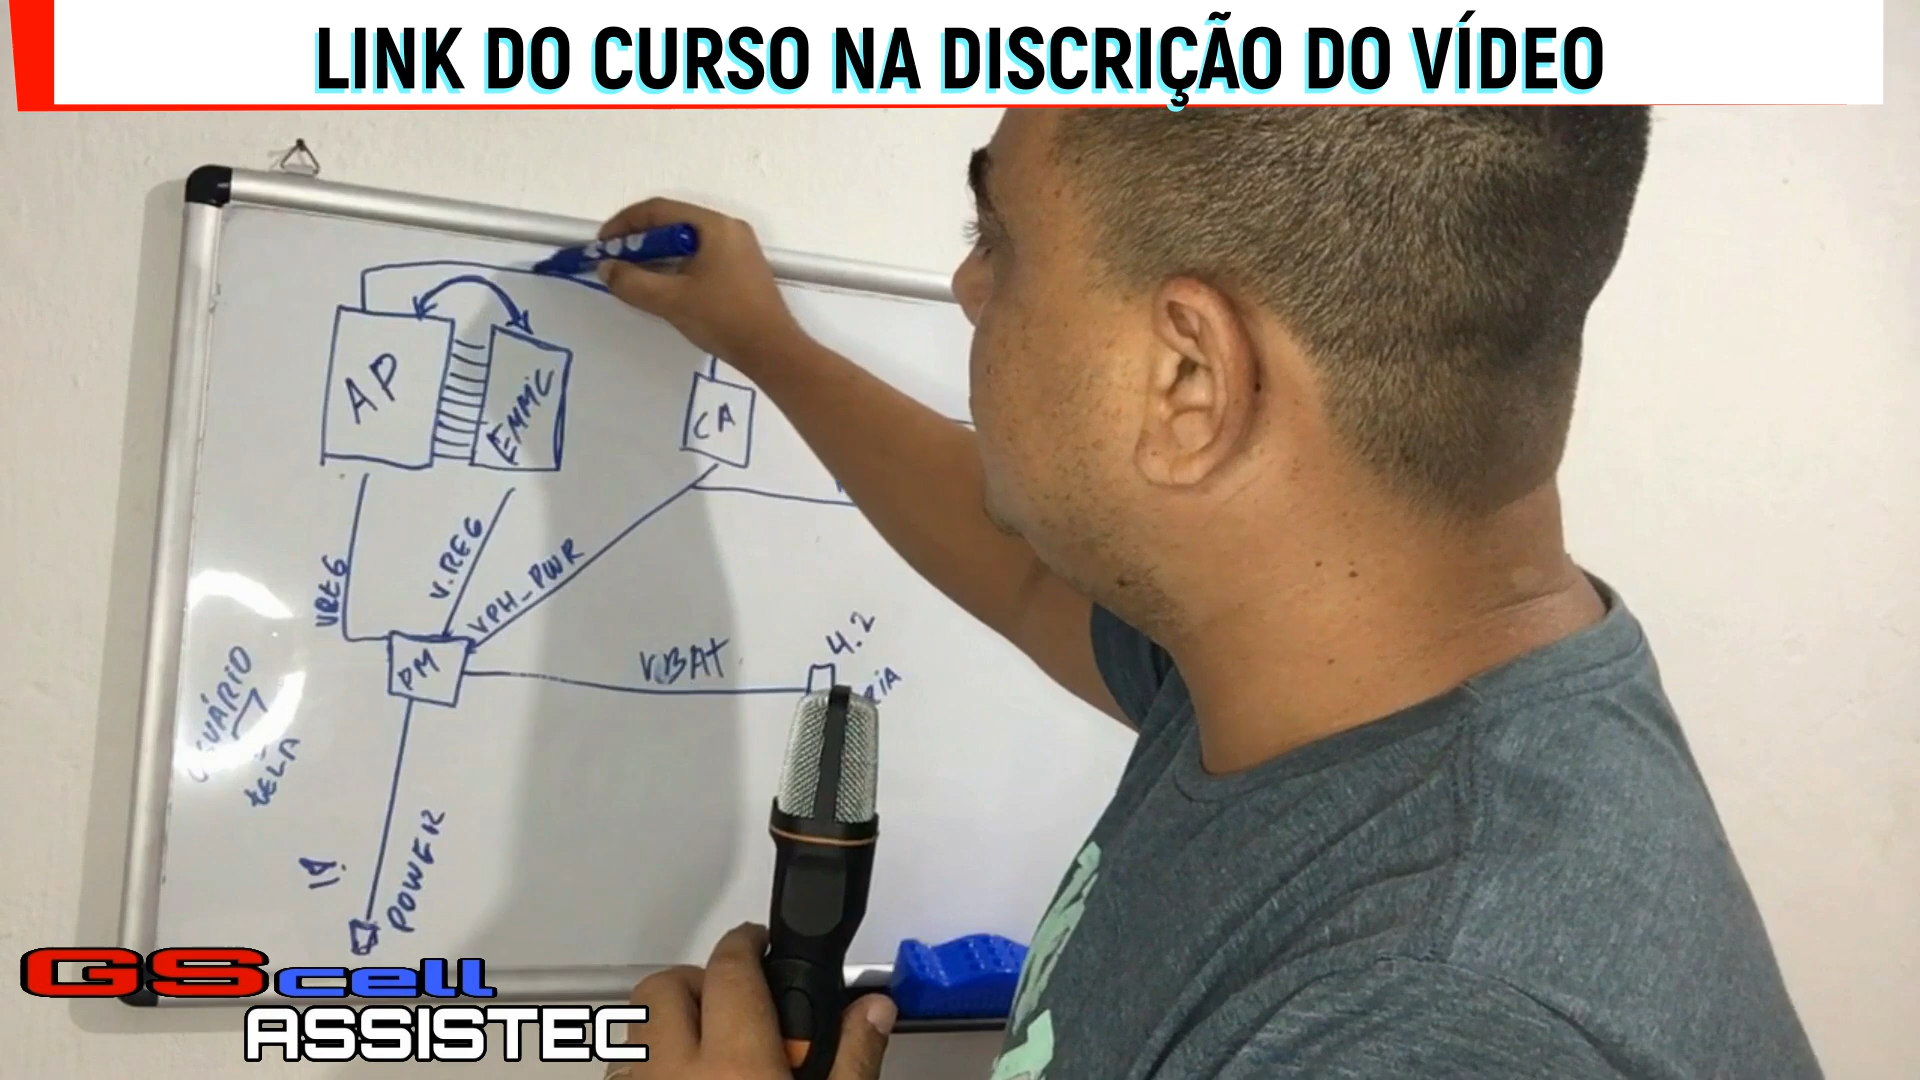 LINK DO CURSO NA DISCRIÇÃO DO VÍDEO
AP
EMMC
CA
VREG
V.REG
VPH_PWR
PM
VBAT
4.2
TELA
POWER
GScell
ASSISTEC